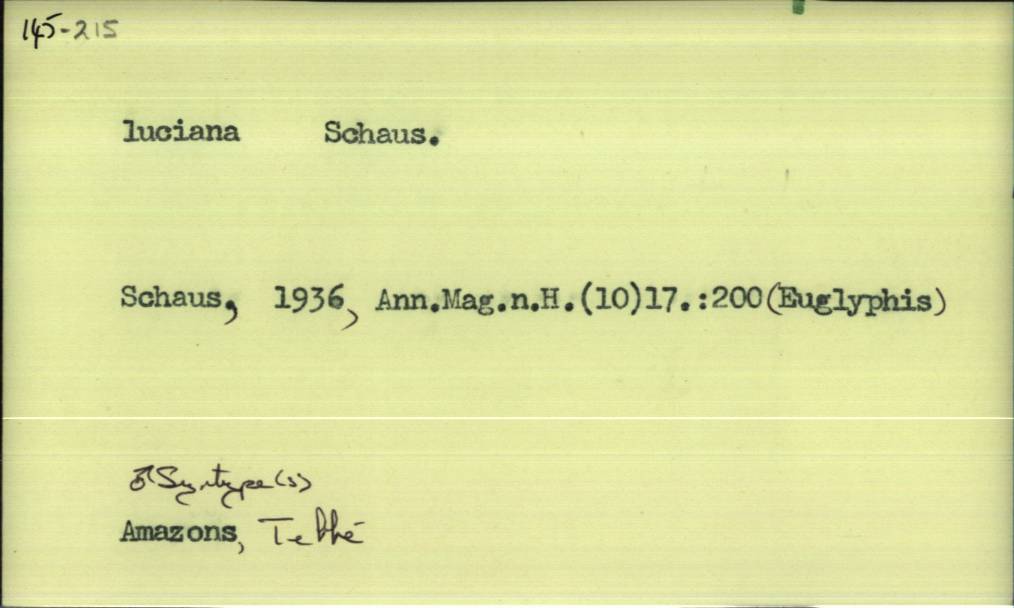 145-215
luciana Schaus.
Schaus, 1936, Ann.Mag.n.H.(10)17.:200(Euglyphis)
♂Syntype(s)
Amazons, Teffé